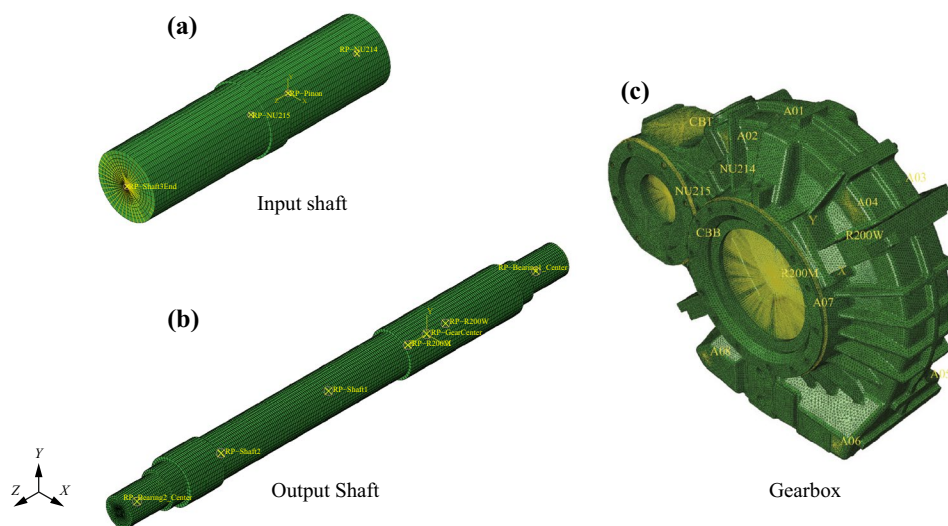 (a)
RP-NU214
Y
RP-Pinon
Z
X
RP-NU215
RP-Shaft3End
Input shaft
(b)
RP-Bearing1_Center
Y
RP-R200W
RP-GearCenter
RP-R200M
RP-Shaft1
RP-Shaft2
RP-Bearing2_Center
Output Shaft
Y
Z
X
(c)
A01
CBT
A02
NU214
A03
NU215
A04
Y
CBB
R200W
R200M
X
A07
A08
A05
A06
Gearbox